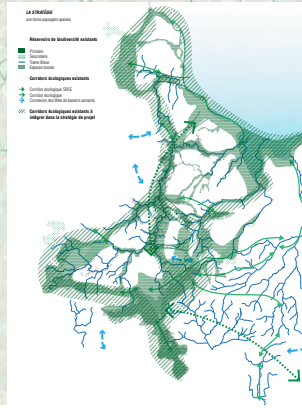 LA STRATÉGIE
une trame paysagère apaisée
Réservoirs de biodiversité existants
Primaire
Secondaire
Trame Bleue
Espaces boisés
Corridors écologiques existants
Corridor écologique SRCE
Corridor écologique
Connexion des têtes de bassins versants
Corridors écologiques existants à
intégrer dans la stratégie de projet